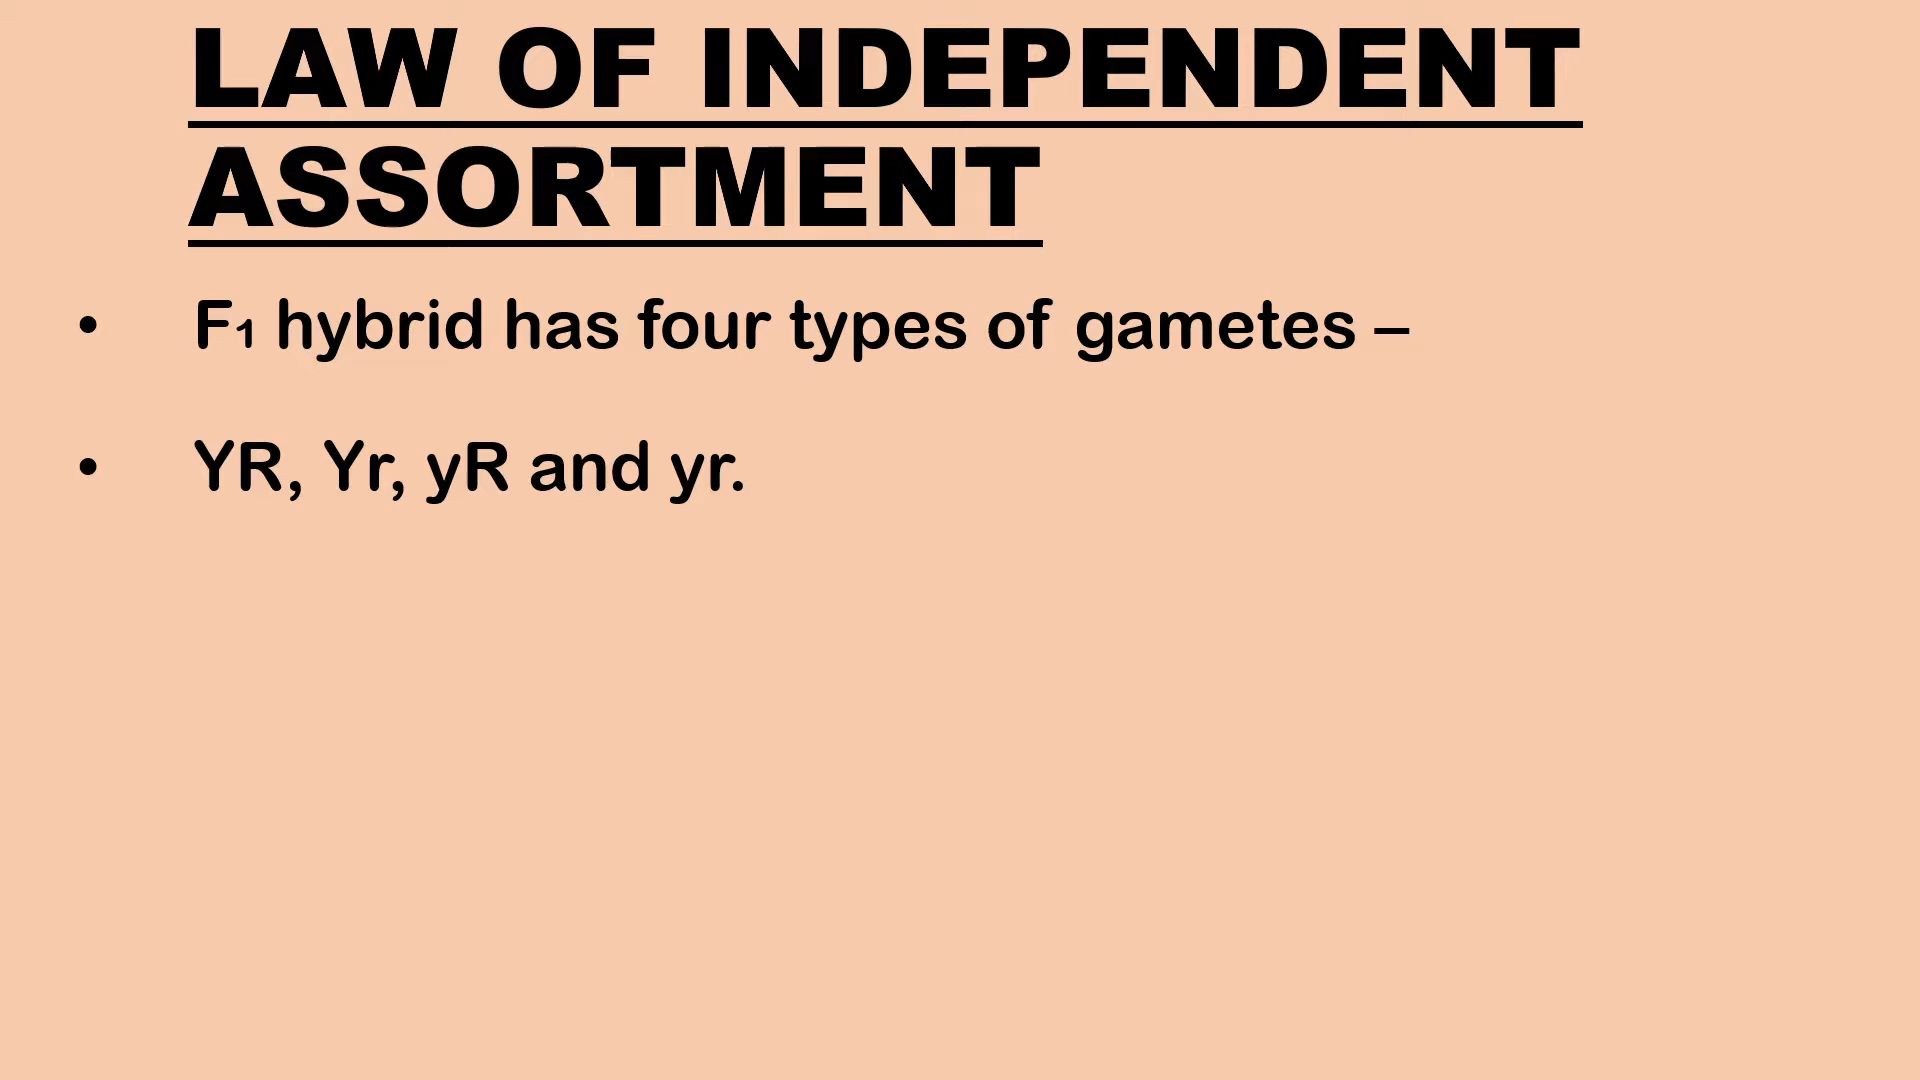 LAW OF INDEPENDENT
ASSORTMENT
• F₁ hybrid has four types of gametes –
• YR, Yr, yR and yr.